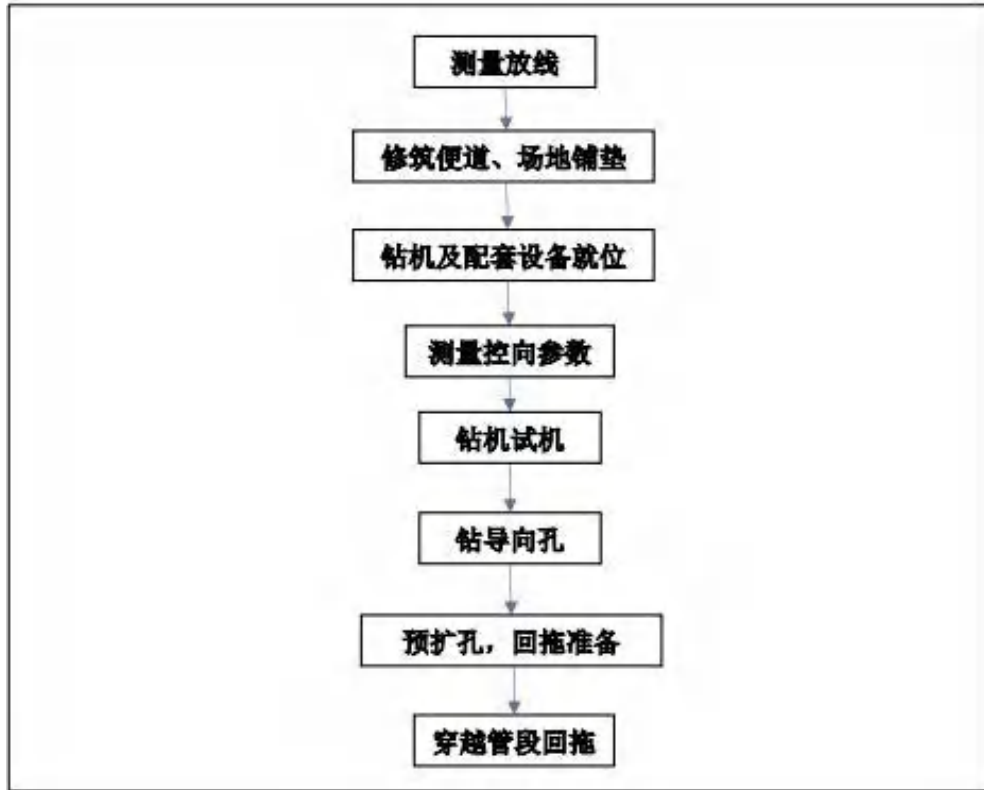 测量放线
修筑便道、场地铺垫
钻机及配套设备就位
测量控向参数
钻机试机
钻导向孔
预扩孔，回拖准备
穿越管段回拖